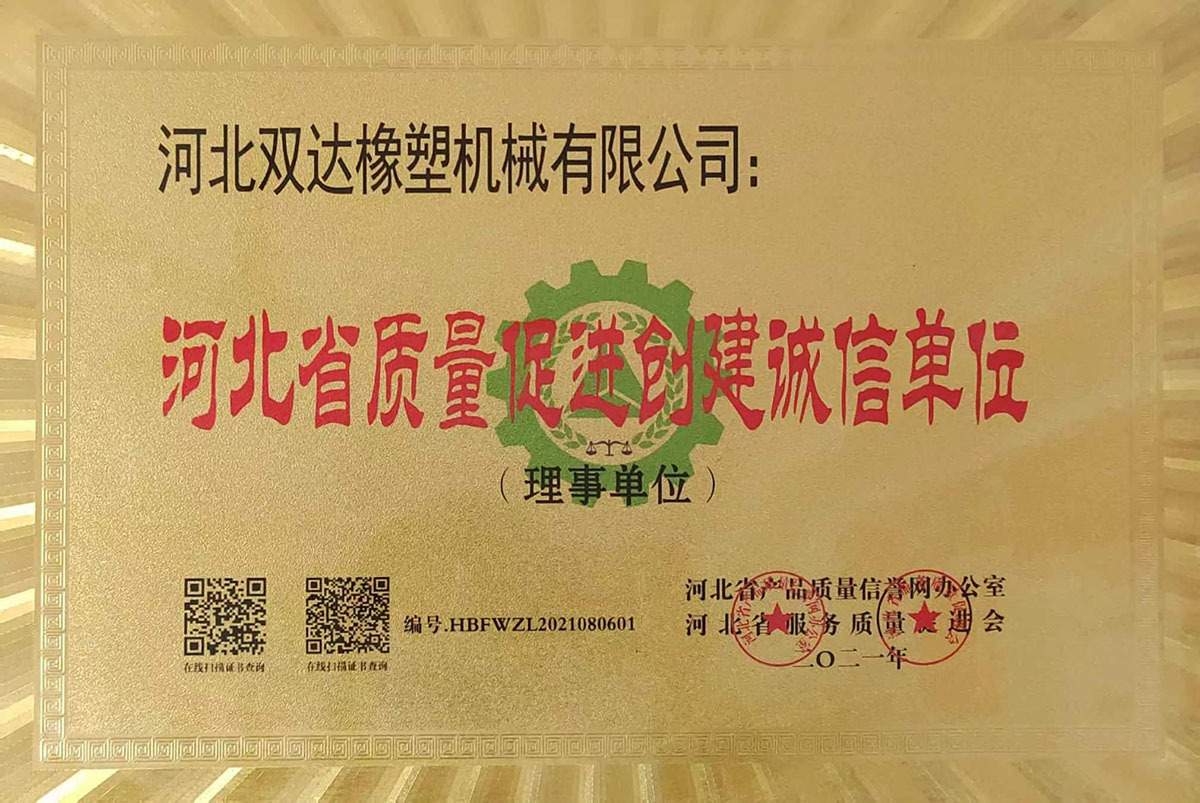 河北双达橡塑机械有限公司：
河北省质量促进创建诚信单位
（理事单位）
在线扫描证书查询
在线扫描证书查询
编号.HBFWZL2021080601
河北省产品质量信誉网办公室
河北省服务质量促进会
二〇二一年